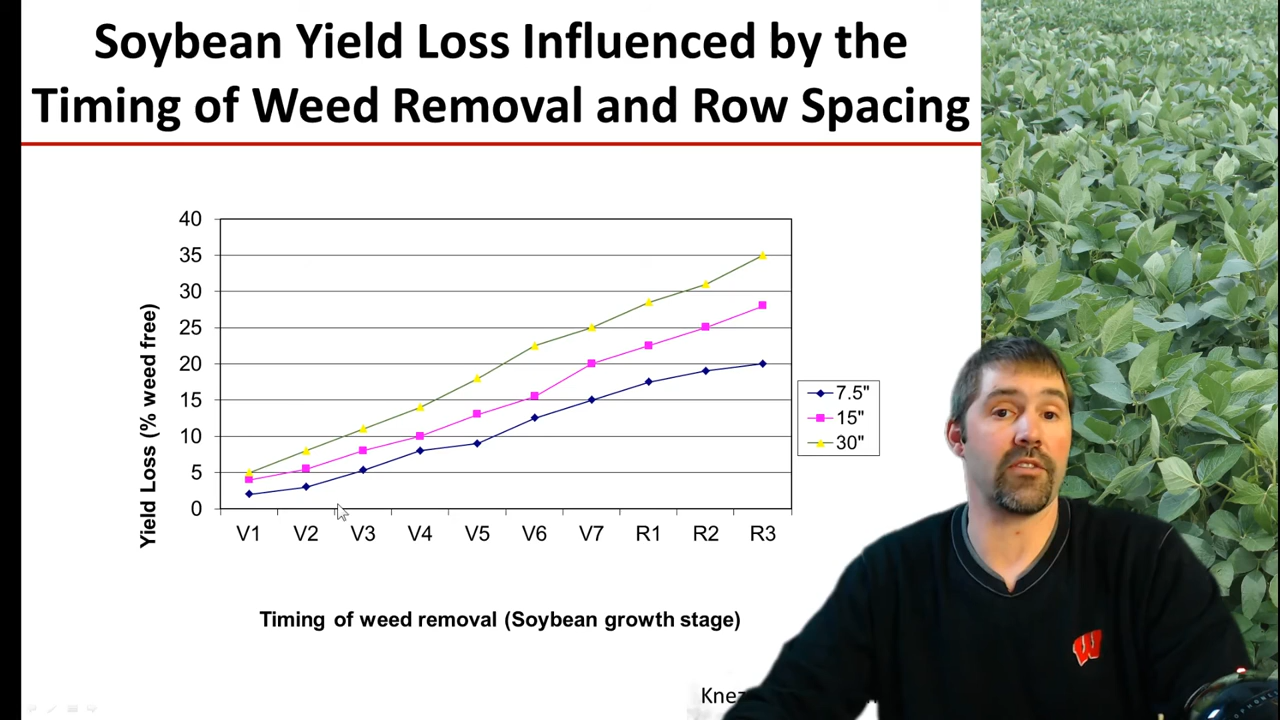 Soybean Yield Loss Influenced by the
Timing of Weed Removal and Row Spacing
40
35
30
25
20
15
10
5
0
Yield Loss (% weed free)
V1 V2 V3 V4 V5 V6 V7 R1 R2 R3
Timing of weed removal (Soybean growth stage)
7.5"
15"
30"
W